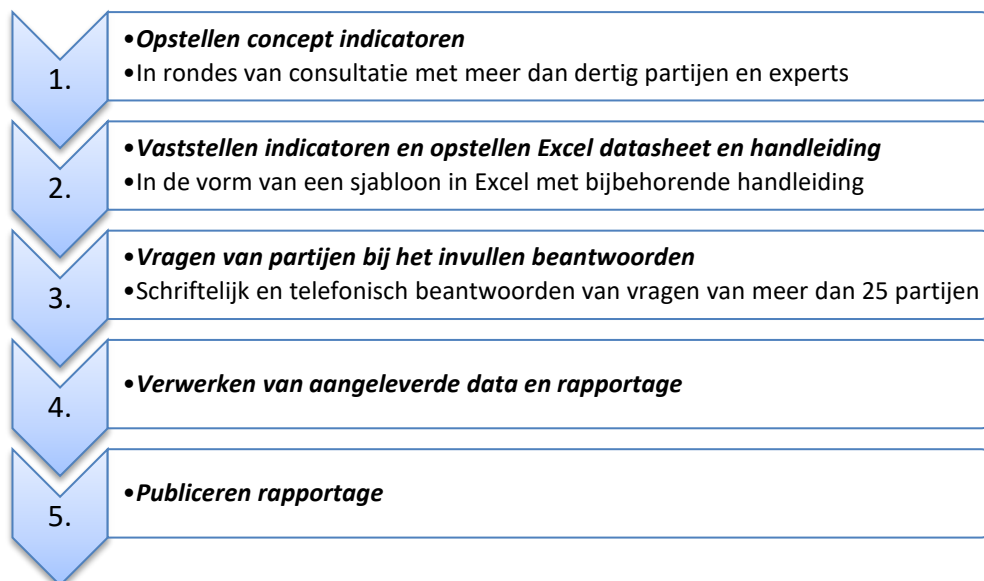 1.
•Opstellen concept indicatoren
•In rondes van consultatie met meer dan dertig partijen en experts
2.
•Vaststellen indicatoren en opstellen Excel datasheet en handleiding
•In de vorm van een sjabloon in Excel met bijbehorende handleiding
3.
•Vragen van partijen bij het invullen beantwoorden
•Schriftelijk en telefonisch beantwoorden van vragen van meer dan 25 partijen
4.
•Verwerken van aangeleverde data en rapportage
5.
•Publiceren rapportage